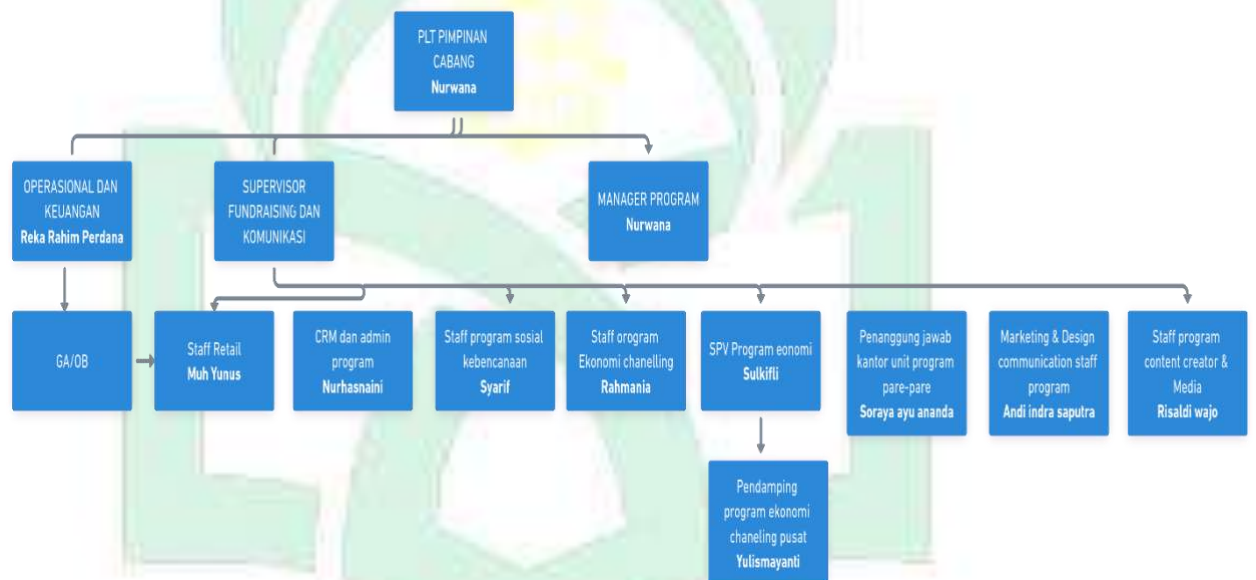 PLT PIMPINAN
CABANG
Nurwana
OPERASIONAL DAN
KEUANGAN
Reka Rahim Perdana
SUPERVISOR
FUNDRAISING DAN
KOMUNIKASI
MANAGER PROGRAM
Nurwana
GA/OB
Staff Retail
Muh Yunus
CRM dan admin
program
Nurhasnaini
Staff program sosial
kebencanaan
Syarif
Staff orogram
Ekonomi chanelling
Rahmania
SPV Program eonomi
Sulkifli
Penanggung jawab
kantor unit program
pare-pare
Soraya ayu ananda
Marketing & Design
communication staff
program
Andi indra saputra
Staff program
content creator &
Media
Risaldi wajo
Pendamping
program ekonomi
chaneling pusat
Yulismayanti